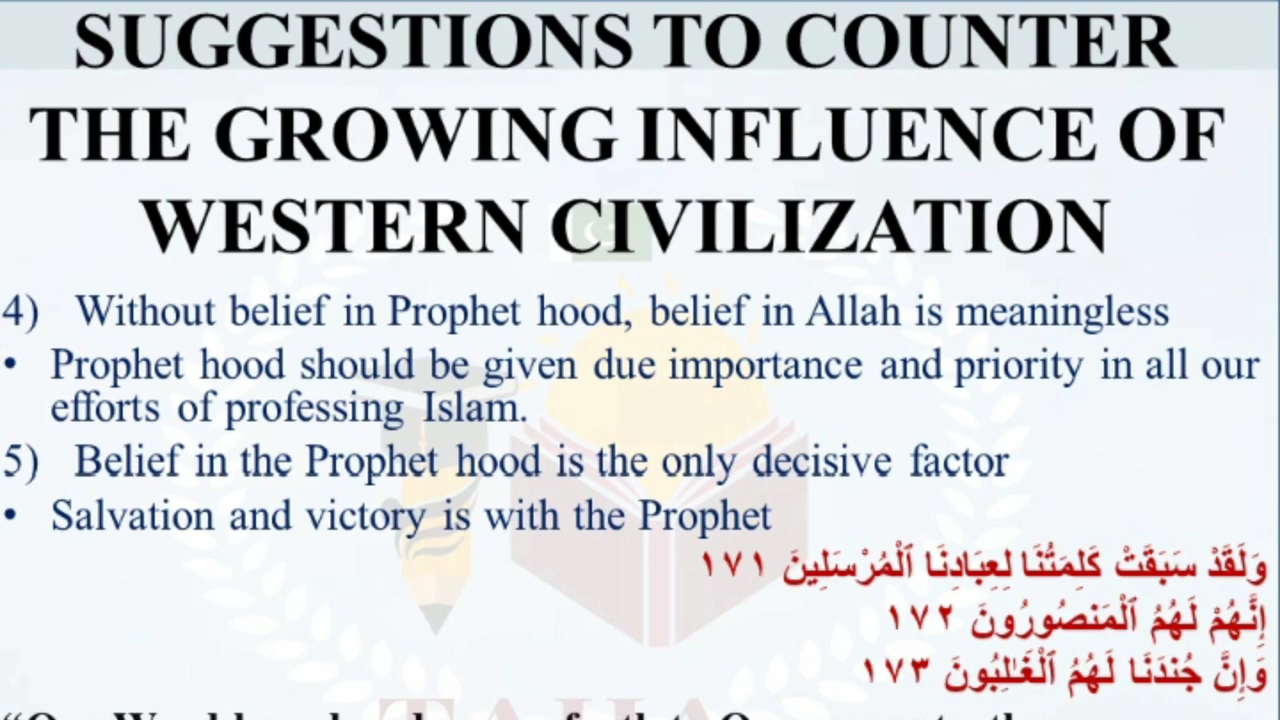 SUGGESTIONS TO COUNTER
THE GROWING INFLUENCE OF
WESTERN CIVILIZATION
4) Without belief in Prophet hood, belief in Allah is meaningless
• Prophet hood should be given due importance and priority in all our
efforts of professing Islam.
5) Belief in the Prophet hood is the only decisive factor
• Salvation and victory is with the Prophet
وَلَقَدْ سَبَقَتْ كَلِمَتُنَا لِعِبَادِنَا ٱلْمُرْسَلِينَ ١٧١
إِنَّهُمْ لَهُمُ ٱلْمَنصُورُونَ ١٧٢
وَإِنَّ جُندَنَا لَهُمُ ٱلْغَـٰلِبُونَ ١٧٣
TAHA